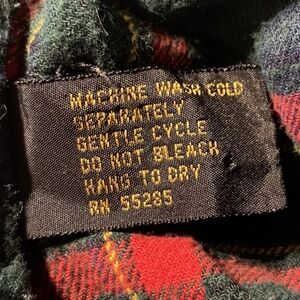 MACHINE WASH COLD
SEPARATELY
GENTLE CYCLE
DO NOT BLEACH
HANG TO DRY
RN 55285